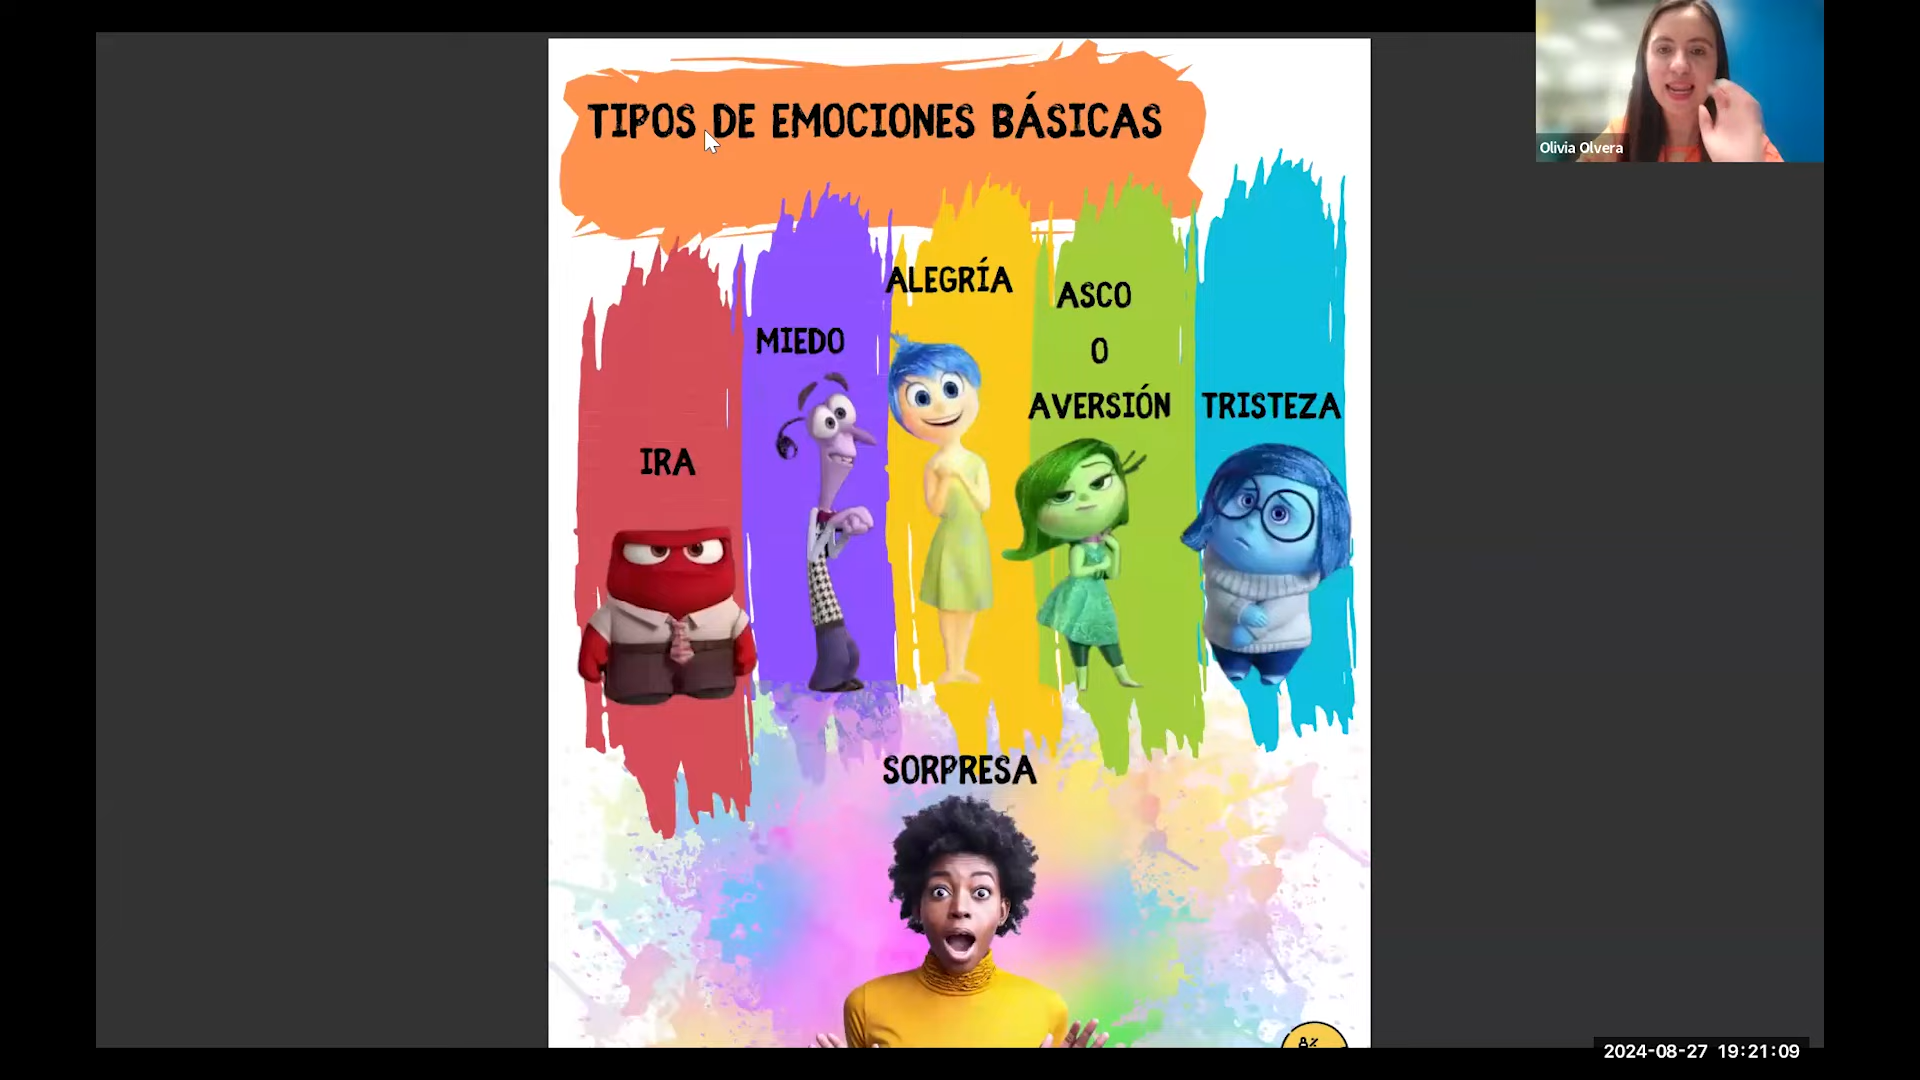 TIPOS DE EMOCIONES BÁSICAS
Olivia Olvera
ALEGRÍA
ASCO
O
AVERSIÓN
MIEDO
TRISTEZA
IRA
SORPRESA
2024-08-27 19:21:09